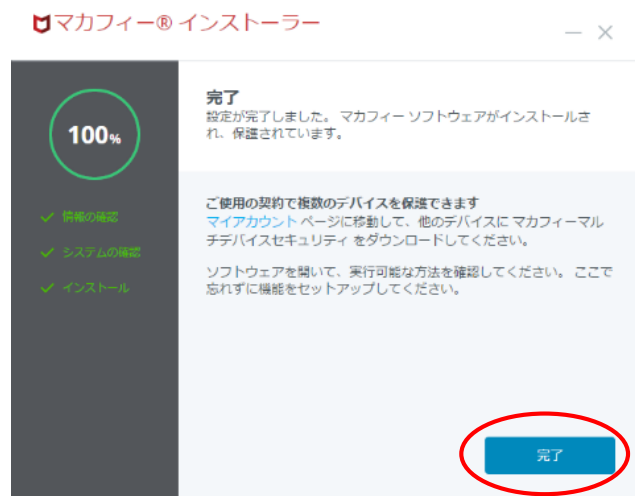 マカフィー® インストーラー
100%
情報の確認
システムの確認
インストール
完了
設定が完了しました。 マカフィー ソフトウェアがインストールさ
れ、保護されています。
ご使用の契約で複数のデバイスを保護できます
マイアカウント ページに移動して、他のデバイスに マカフィーマル
チデバイスセキュリティ をダウンロードしてください。
ソフトウェアを開いて、実行可能な方法を確認してください。 ここで
忘れずに機能をセットアップしてください。
完了